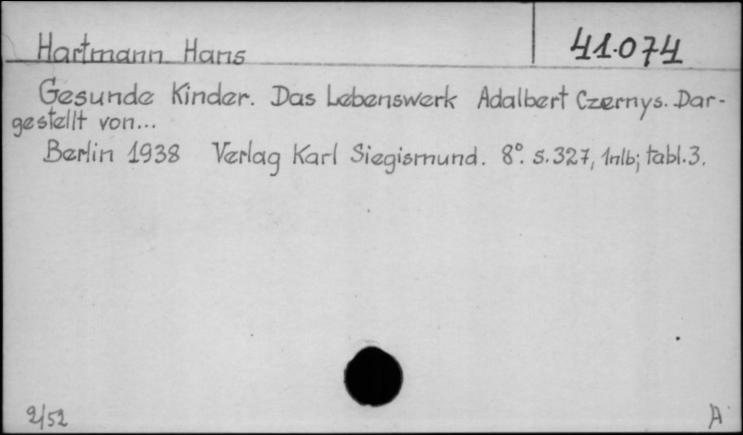 Hartmann Hans
41.074
Gesunde Kinder. Das Lebenswerk Adalbert Czernys. Dar-
gestellt von...
Berlin 1938 Verlag Karl Siegismund. 8°. S.327, 1nlb; tabl.3.
2/52
A